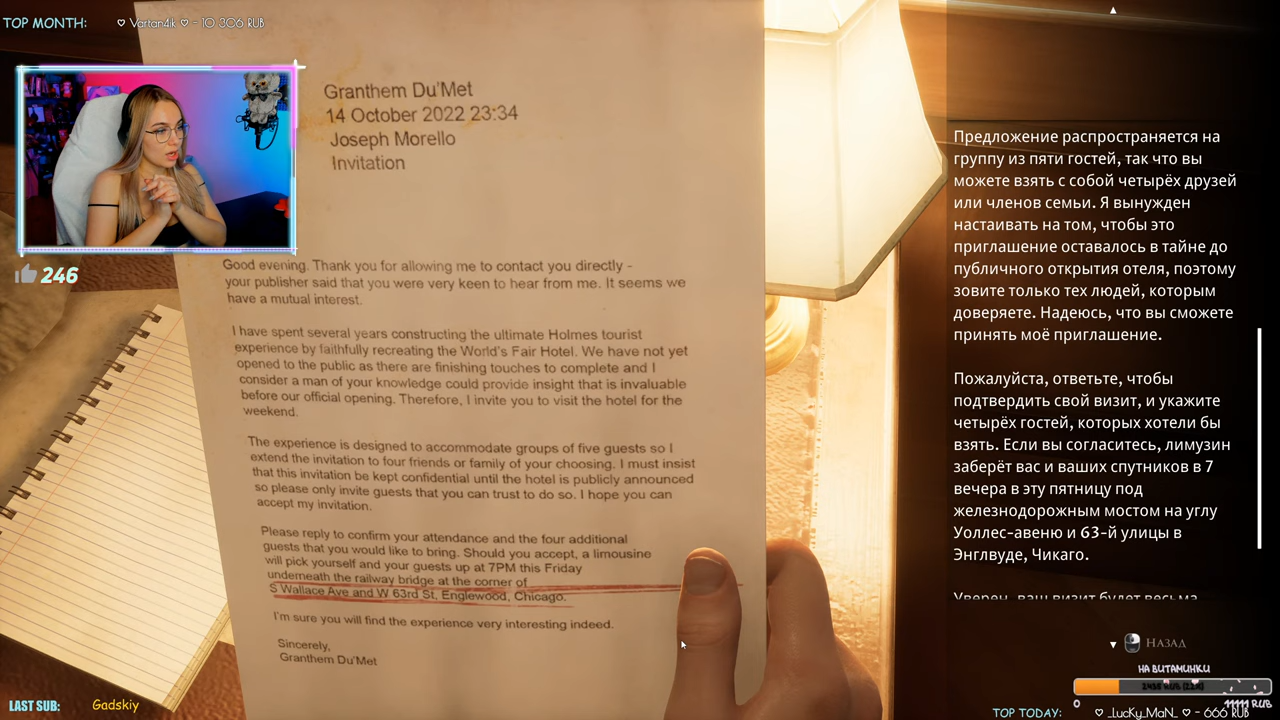 TOP MONTH: ♡ Vartan4ik ♡ - 10 306 RUB
246
Granthem Du'Met
14 October 2022 23:34
Joseph Morello
Invitation
Good evening. Thank you for allowing me to contact you directly -
your publisher said that you were very keen to hear from me. It seems we
have a mutual interest.
I have spent several years constructing the ultimate Holmes tourist
experience by faithfully recreating the World's Fair Hotel. We have not yet
opened to the public as there are finishing touches to complete and I
consider a man of your knowledge could provide insight that is invaluable
before our official opening. Therefore, I invite you to visit the hotel for the
weekend.
The experience is designed to accommodate groups of five guests so I
extend the invitation to four friends or family of your choosing. I must insist
that this invitation be kept confidential until the hotel is publicly announced
so please only invite guests that you can trust to do so. I hope you can
accept my invitation.
Please reply to confirm your attendance and the four additional
guests that you would like to bring. Should you accept, a limousine
will pick yourself and your guests up at 7PM this Friday
underneath the railway bridge at the corner of
S Wallace Ave and W 63rd St, Englewood, Chicago.
I'm sure you will find the experience very interesting indeed.
Sincerely,
Granthem Du'Met
Предложение распространяется на
группу из пяти гостей, так что вы
можете взять с собой четырёх друзей
или членов семьи. Я вынужден
настаивать на том, чтобы это
приглашение оставалось в тайне до
публичного открытия отеля, поэтому
зовите только тех людей, которым
доверяете. Надеюсь, что вы сможете
принять моё приглашение.
Пожалуйста, ответьте, чтобы
подтвердить свой визит, и укажите
четырёх гостей, которых хотели бы
взять. Если вы согласитесь, лимузин
заберёт вас и ваших спутников в 7
вечера в эту пятницу под
железнодорожным мостом на углу
Уоллес-авеню и 63-й улицы в
Энглвуде, Чикаго.
Уверен, ваш визит будет весьма
Назад
НА ВИТАМИНКИ
0 2435 RUB (22%) 11111 RUB
LAST SUB: Gadskiy
TOP TODAY: ♡ _lucKy_MaN_ ♡ - 666 RUB